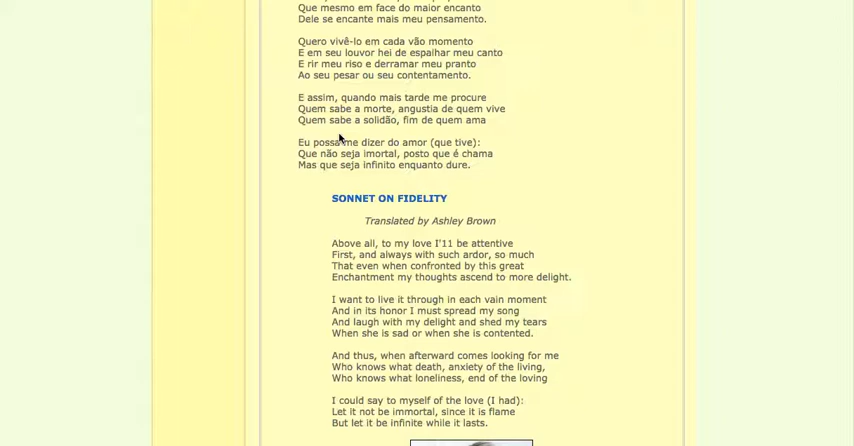 Que mesmo em face do maior encanto
Dele se encante mais meu pensamento.
Quero vivê-lo em cada vão momento
E em seu louvor hei de espalhar meu canto
E rir meu riso e derramar meu pranto
Ao seu pesar ou seu contentamento.
E assim, quando mais tarde me procure
Quem sabe a morte, angustia de quem vive
Quem sabe a solidão, fim de quem ama
Eu possa me dizer do amor (que tive):
Que não seja imortal, posto que é chama
Mas que seja infinito enquanto dure.
SONNET ON FIDELITY
Translated by Ashley Brown
Above all, to my love I'11 be attentive
First, and always with such ardor, so much
That even when confronted by this great
Enchantment my thoughts ascend to more delight.
I want to live it through in each vain moment
And in its honor I must spread my song
And laugh with my delight and shed my tears
When she is sad or when she is contented.
And thus, when afterward comes looking for me
Who knows what death, anxiety of the living,
Who knows what loneliness, end of the loving
I could say to myself of the love (I had):
Let it not be immortal, since it is flame
But let it be infinite while it lasts.